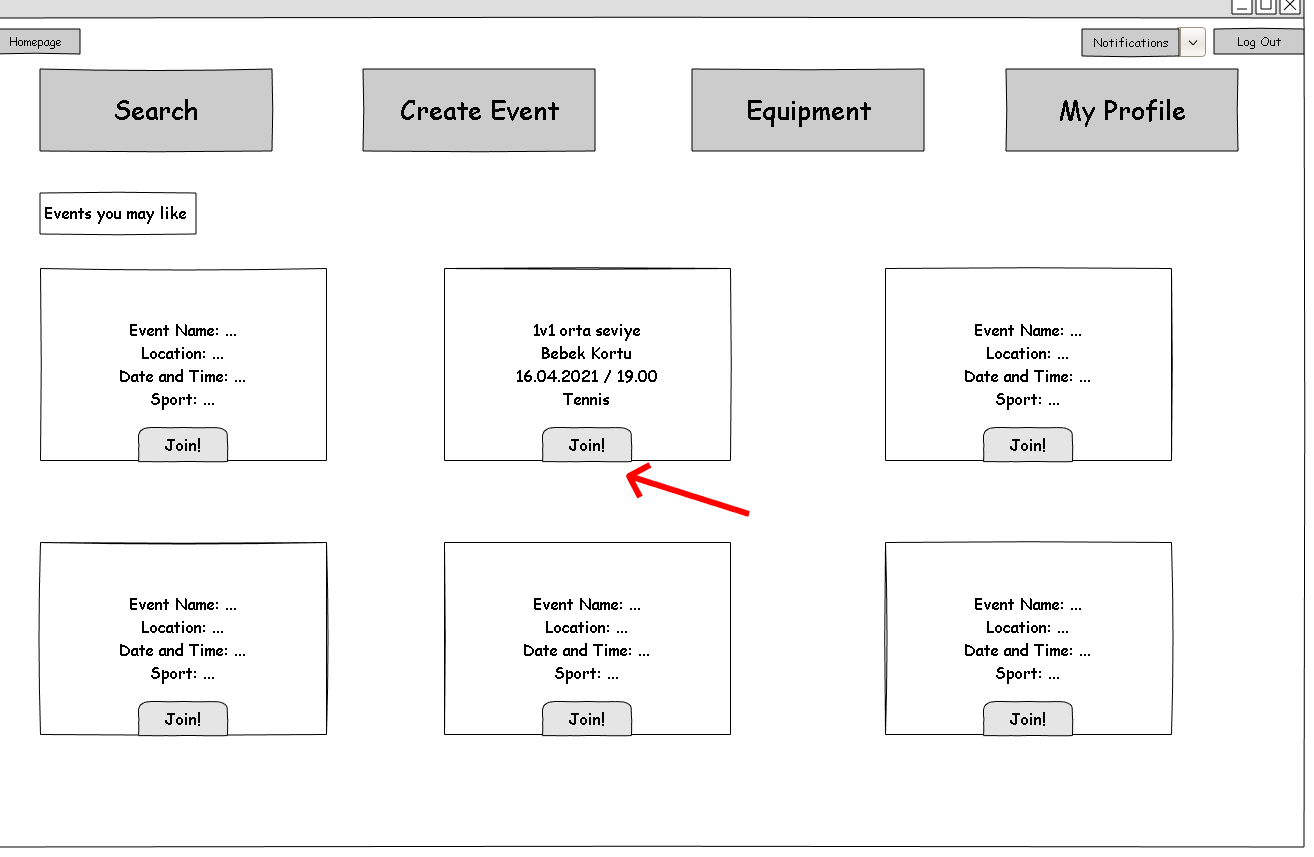 Homepage
Notifications
Log Out
Search
Create Event
Equipment
My Profile
Events you may like
Event Name: ...
Location: ...
Date and Time: ...
Sport: ...
Join!
1v1 orta seviye
Bebek Kortu
16.04.2021 / 19.00
Tennis
Join!
Event Name: ...
Location: ...
Date and Time: ...
Sport: ...
Join!
Event Name: ...
Location: ...
Date and Time: ...
Sport: ...
Join!
Event Name: ...
Location: ...
Date and Time: ...
Sport: ...
Join!
Event Name: ...
Location: ...
Date and Time: ...
Sport: ...
Join!